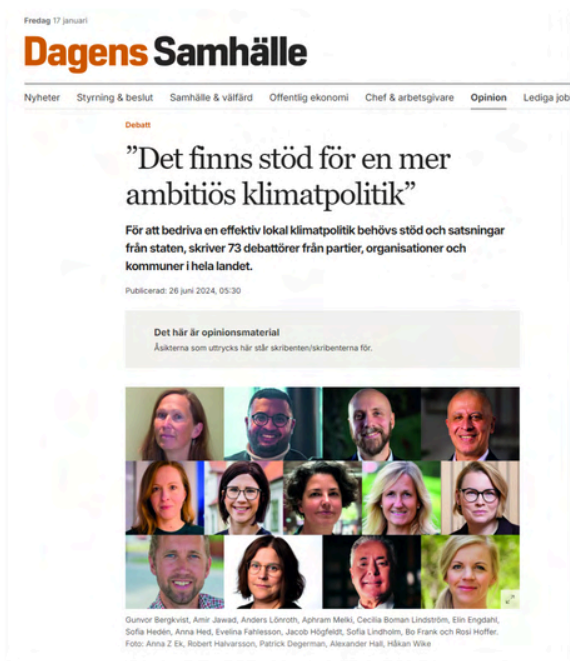 Fredag 17 januari
Dagens Samhälle
Nyheter Styrning & beslut Samhälle & välfärd Offentlig ekonomi Chef & arbetsgivare Opinion Lediga job
Debatt
”Det finns stöd för en mer
ambitiös klimatpolitik”
För att bedriva en effektiv lokal klimatpolitik behövs stöd och satsningar
från staten, skriver 73 debattörer från partier, organisationer och
kommuner i hela landet.
Publicerad: 26 juni 2024, 05:30
Det här är opinionsmaterial
Åsikterna som uttrycks här står skribenten/skribenterna för.
Gunvor Bergkvist, Amir Jawad, Anders Lönroth, Aphram Melki, Cecilia Boman Lindström, Elin Engdahl,
Sofia Hedén, Anna Hed, Evelina Fahlesson, Jacob Högfeldt, Sofia Lindholm, Bo Frank och Rosi Hoffer.
Foto: Anna Z Ek, Robert Halvarsson, Patrick Degerman, Alexander Hall, Håkan Wike